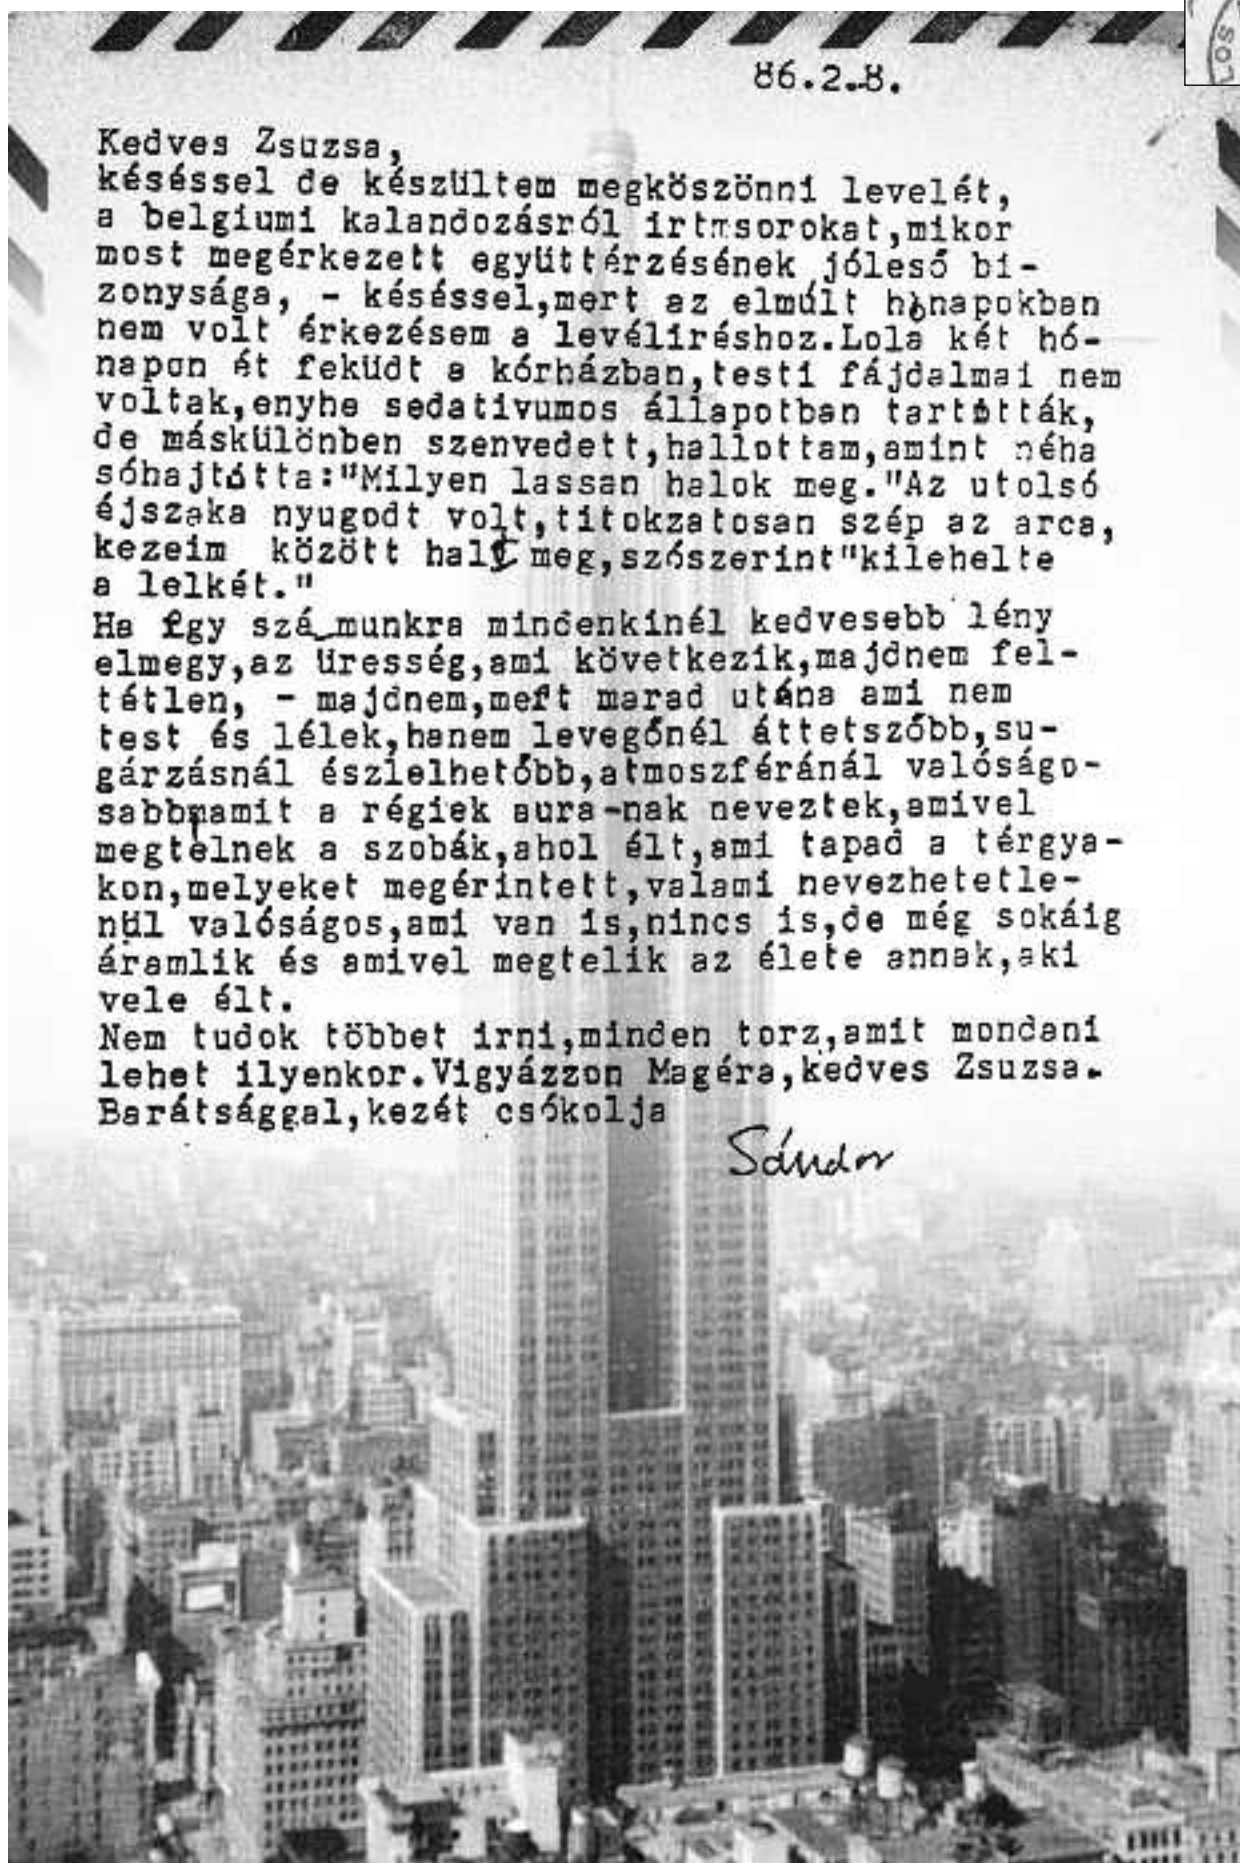 86.2.8.
Kedves Zsuzsa,
késéssel de készültem megköszönni levelét,
a belgiumi kalandozásról irt sorokat,mikor
most megérkezett együttérzésének jóleső bi-
zonysága, - késéssel,mert az elmúlt hónapokban
nem volt érkezésem a levéliráshoz.Lola két hó-
napon át feküdt a kórházban,testi fájdalmai nem
voltak,enyhe sedativumos állapotban tartották,
de máskülönben szenvedett,hallottam,amint néha
sóhajtotta:"Milyen lassan halok meg."Az utolsó
éjszaka nyugodt volt,titokzatosan szép az arca,
kezeim között halt meg,szószerint"kilehelte
a lelkét."
Ha egy szá munkra mindenkinél kedvesebb lény
elmegy,az üresség,ami következik,majdnem fel-
tétlen, - majdnem,mert marad utána ami nem
test és lélek,hanem levegőnél áttetszőbb,su-
gárzásnál észlelhetőbb,atmoszféránál valóságo-
sabb,amit a régiek aura-nak neveztek,amivel
megtelnek a szobák,ahol élt,ami tapad a tárgya-
kon,melyeket megérintett,valami nevezhetetle-
nül valóságos,ami van is,nincs is,de még sokáig
áramlik és amivel megtelik az élete annak,aki
vele élt.
Nem tudok többet irni,minden torz,amit mondani
lehet ilyenkor.Vigyázzon Magára,kedves Zsuzsa.
Barátsággal,kezét csókolja
Sándor